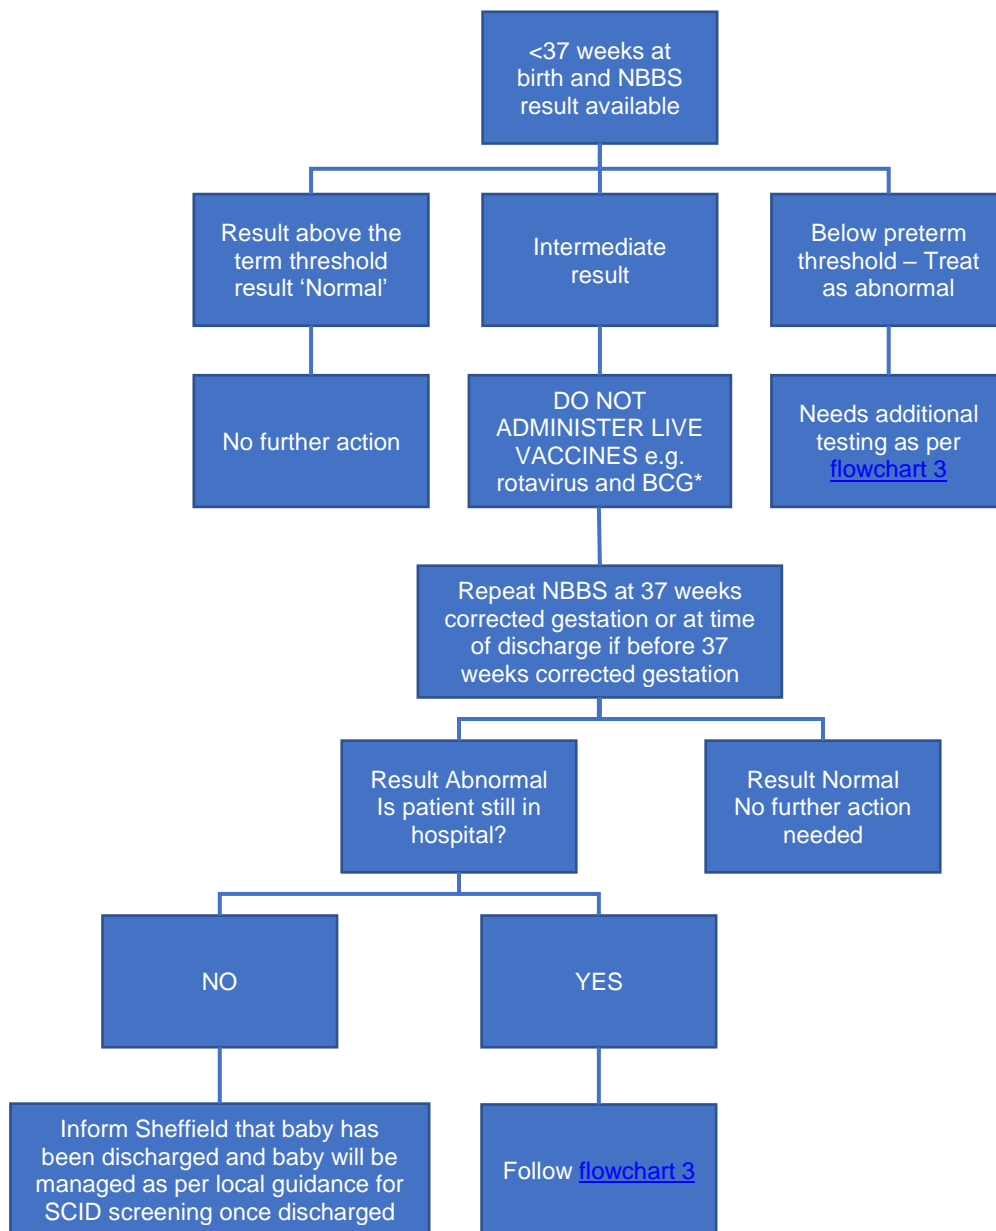 <37 weeks at
birth and NBBS
result available
Result above the
term threshold
result ‘Normal’
Intermediate
result
Below preterm
threshold – Treat
as abnormal
No further action
DO NOT
ADMINISTER LIVE
VACCINES e.g.
rotavirus and BCG*
Needs additional
testing as per
flowchart 3
Repeat NBBS at 37 weeks
corrected gestation or at time
of discharge if before 37
weeks corrected gestation
Result Abnormal
Is patient still in
hospital?
Result Normal
No further action
needed
NO
YES
Inform Sheffield that baby has
been discharged and baby will be
managed as per local guidance for
SCID screening once discharged
Follow flowchart 3